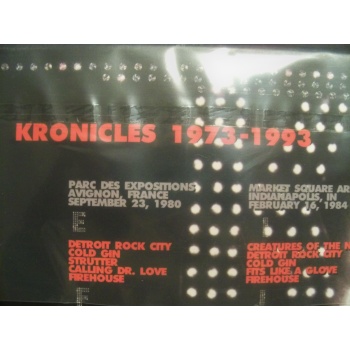 KRONICLES 1973-1993
PARC DES EXPOSITIONS
AVIGNON, FRANCE
SEPTEMBER 23, 1980
DETROIT ROCK CITY
COLD GIN
STRUTTER
CALLING DR. LOVE
FIREHOUSE
MARKET SQUARE AR
INDIANAPOLIS, IN
FEBRUARY 16, 1984
CREATURES OF THE N
DETROIT ROCK CITY
COLD GIN
FITS LIKE A GLOVE
FIREHOUSE